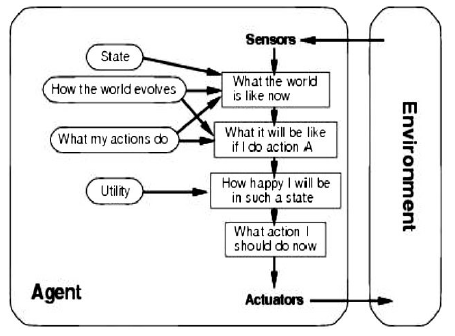 Sensors
State
What the world
is like now
How the world evolves
What my actions do
What it will be like
if I do action A
Utility
How happy I will be
in such a state
What action I
should do now
Agent
Actuators
Environment